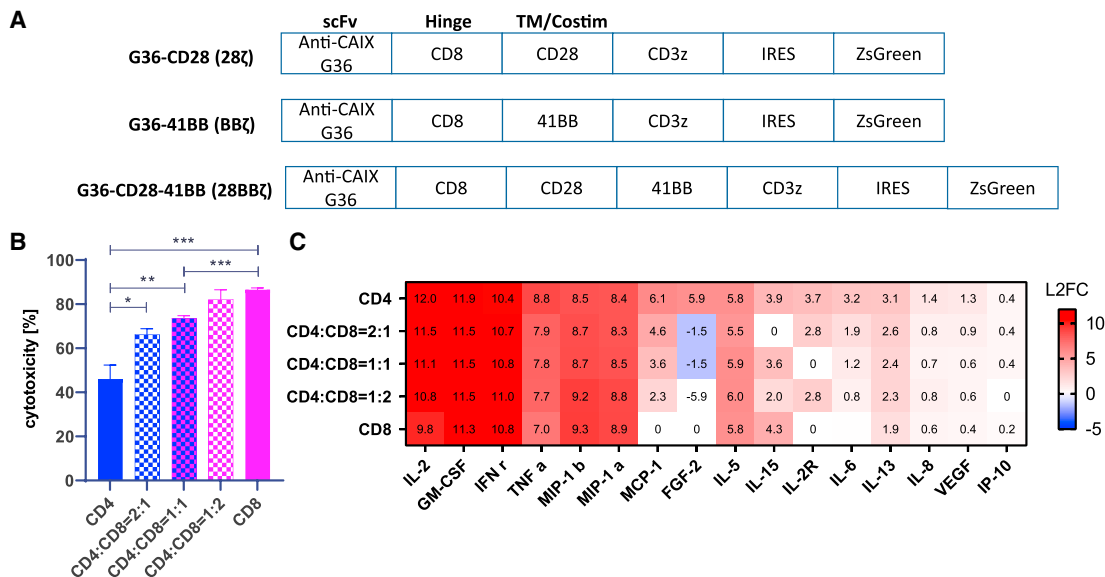 A
scFv Hinge TM/Costim
G36-CD28 (28ζ) Anti-CAIX G36 CD8 CD28 CD3z IRES ZsGreen
G36-41BB (BBζ) Anti-CAIX G36 CD8 41BB CD3z IRES ZsGreen
G36-CD28-41BB (28BBζ) Anti-CAIX G36 CD8 CD28 41BB CD3z IRES ZsGreen
B
***
** ***
*
cytotoxicity [%]
100
80
60
40
20
0
CD4
CD4:CD8=2:1
CD4:CD8=1:1
CD4:CD8=1:2
CD8
C
CD4 12.0 11.9 10.4 8.8 8.5 8.4 6.1 5.9 5.8 3.9 3.7 3.2 3.1 1.4 1.3 0.4
CD4:CD8=2:1 11.5 11.5 10.7 7.9 8.7 8.3 4.6 -1.5 5.5 0 2.8 1.9 2.6 0.8 0.9 0.4
CD4:CD8=1:1 11.1 11.5 10.8 7.8 8.7 8.5 3.6 -1.5 5.9 3.6 0 1.2 2.4 0.7 0.6 0.4
CD4:CD8=1:2 10.8 11.5 11.0 7.7 9.2 8.8 2.3 -5.9 6.0 2.0 2.8 0.8 2.3 0.8 0.6 0
CD8 9.8 11.3 10.8 7.0 9.3 8.9 0 0 5.8 4.3 0 1.9 0.6 0.4 0.2
IL-2 GM-CSF IFN r TNF a MIP-1 b MIP-1 a MCP-1 FGF-2 IL-5 IL-15 IL-2R IL-6 IL-13 IL-8 VEGF IP-10
L2FC
10
5
0
-5